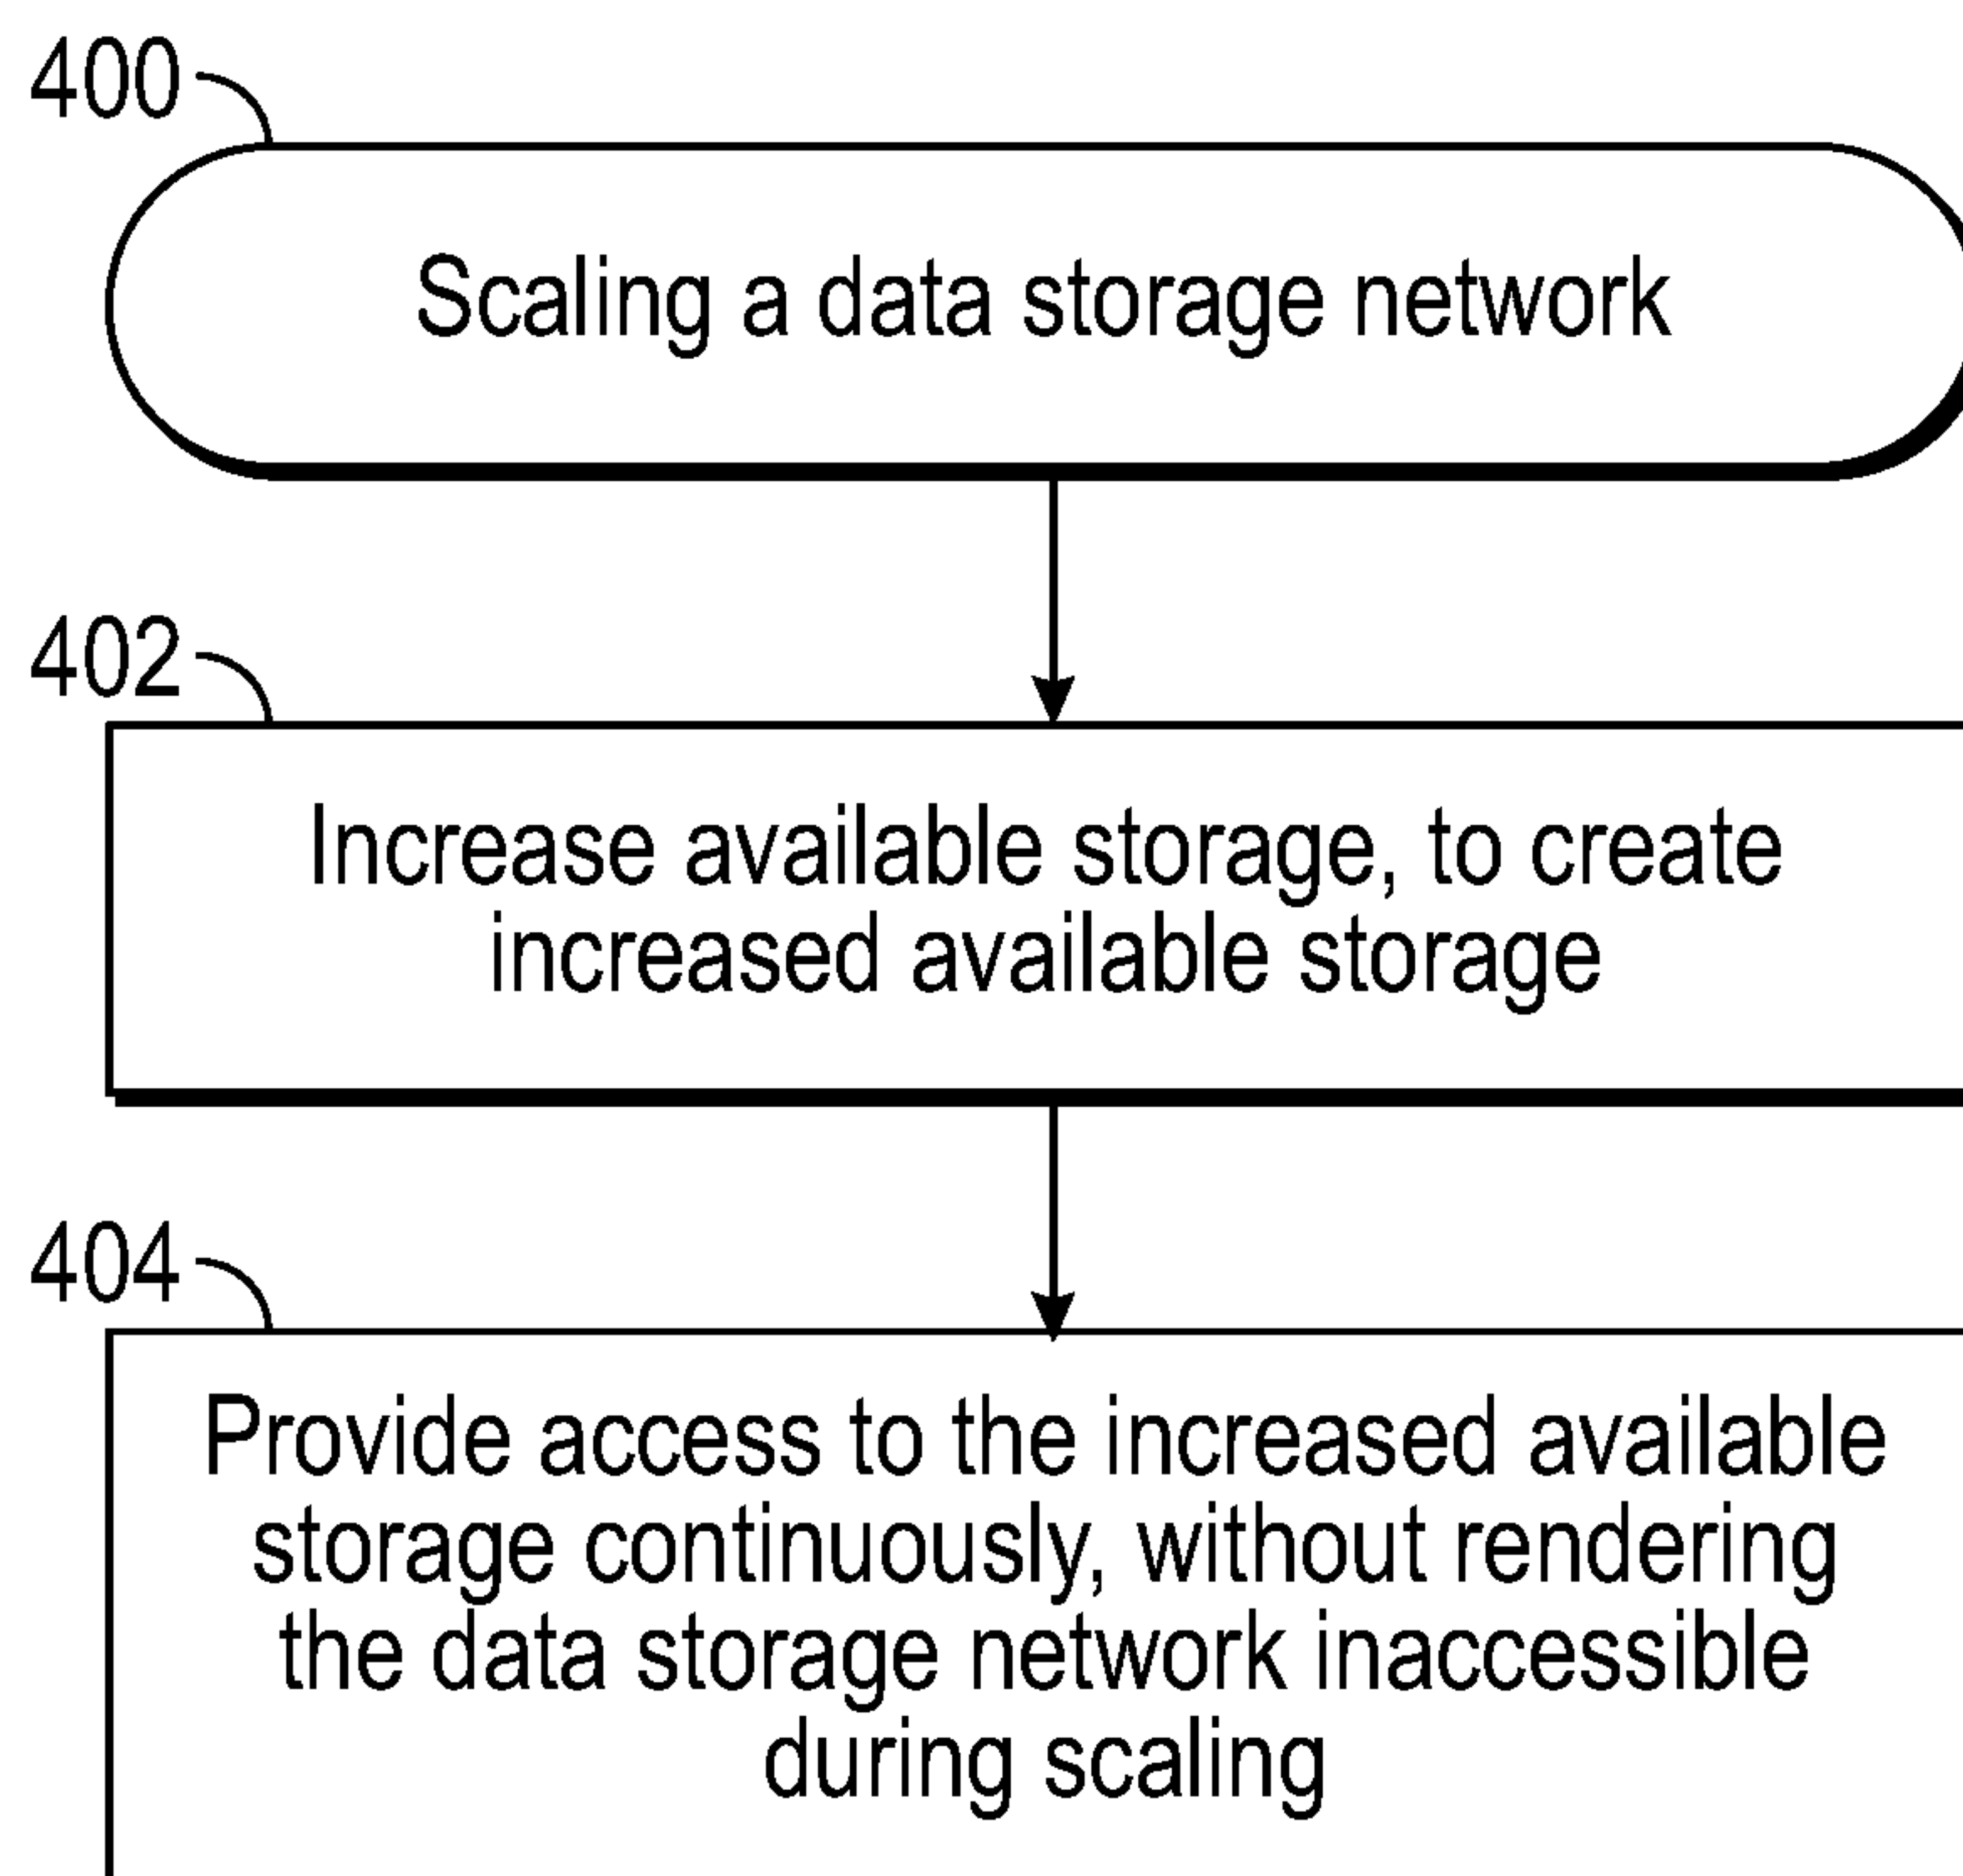 400
Scaling a data storage network
402
Increase available storage, to create
increased available storage
404
Provide access to the increased available
storage continuously, without rendering
the data storage network inaccessible
during scaling